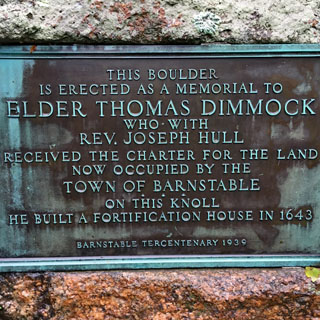 THIS BOULDER
IS ERECTED AS A MEMORIAL TO
ELDER THOMAS DIMMOCK
WHO·WITH
REV. JOSEPH HULL
RECEIVED THE CHARTER FOR THE LAND
NOW OCCUPIED BY THE
TOWN OF BARNSTABLE
ON THIS KNOLL
HE BUILT A FORTIFICATION HOUSE IN 1643
BARNSTABLE TERCENTENARY 1939